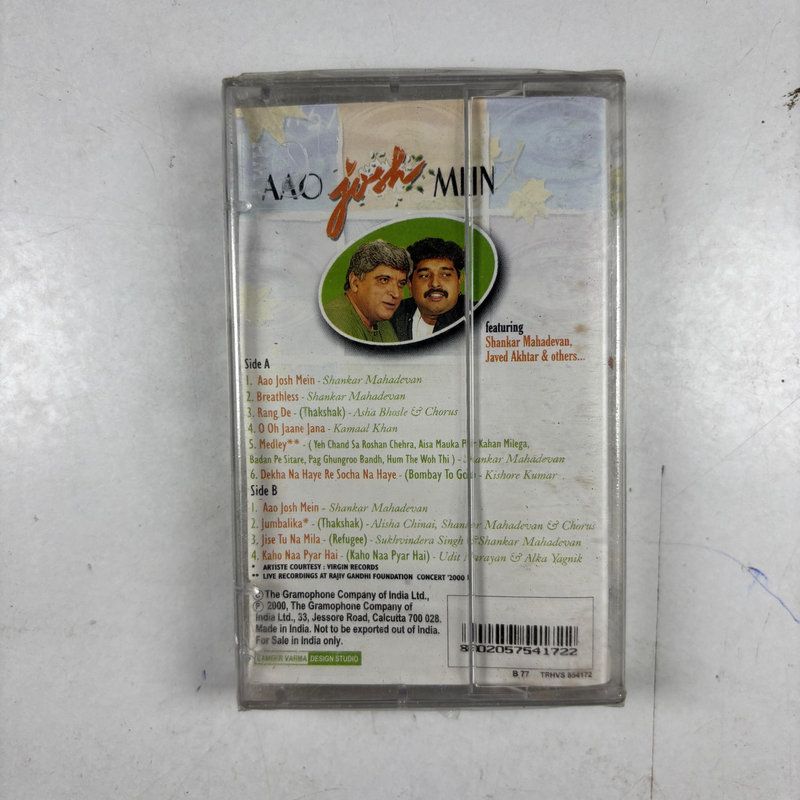 AAO josh MEIN
featuring
Shankar Mahadevan,
Javed Akhtar & others...
Side A
1. Aao Josh Mein - Shankar Mahadevan
2. Breathless - Shankar Mahadevan
3. Rang De - (Thakshak) - Asha Bhosle & Chorus
4. O Oh Jaane Jana - Kamaal Khan
5. Medley** - ( Yeh Chand Sa Roshan Chehra, Aisa Mauka Phir Kahan Milega,
Badan Pe Sitare, Pag Ghungroo Bandh, Hum The Woh Thi ) - Shankar Mahadevan
6. Dekha Na Haye Re Socha Na Haye - (Bombay To Goa) - Kishore Kumar
Side B
1. Aao Josh Mein - Shankar Mahadevan
2. Jumbalika* - (Thakshak) - Alisha Chinai, Shankar Mahadevan & Chorus
3. Jise Tu Na Mila - (Refugee) - Sukhvindera Singh & Shankar Mahadevan
4. Kaho Naa Pyar Hai - (Kaho Naa Pyar Hai) - Udit Narayan & Alka Yagnik
* ARTISTE COURTESY : VIRGIN RECORDS
** LIVE RECORDINGS AT RAJIV GANDHI FOUNDATION CONCERT '2000
© The Gramophone Company of India Ltd.,
℗ 2000, The Gramophone Company of
India Ltd., 33, Jessore Road, Calcutta 700 028.
Made in India. Not to be exported out of India.
For Sale in India only.
SAMEER VARMA DESIGN STUDIO
8902057541722
B 77 TRHVS 854172